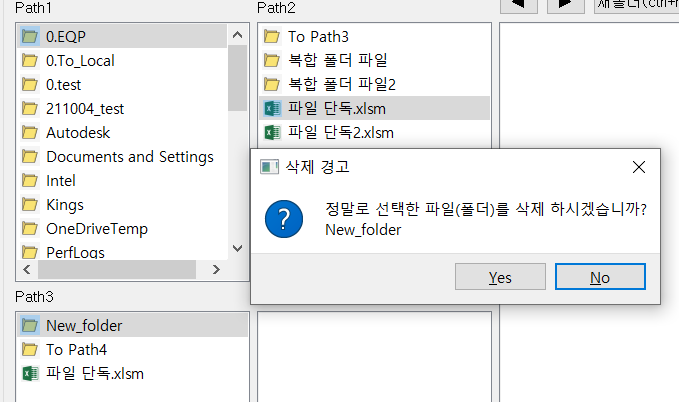 Path1
Path2
새폴더(ctrl+
0.EQP
0.To_Local
0.test
211004_test
Autodesk
Documents and Settings
Intel
Kings
OneDriveTemp
PerfLogs
To Path3
복합 폴더 파일
복합 폴더 파일2
파일 단독.xlsm
파일 단독2.xlsm
삭제 경고
정말로 선택한 파일(폴더)를 삭제 하시겠습니까?
New_folder
Yes
No
Path3
New_folder
To Path4
파일 단독.xlsm